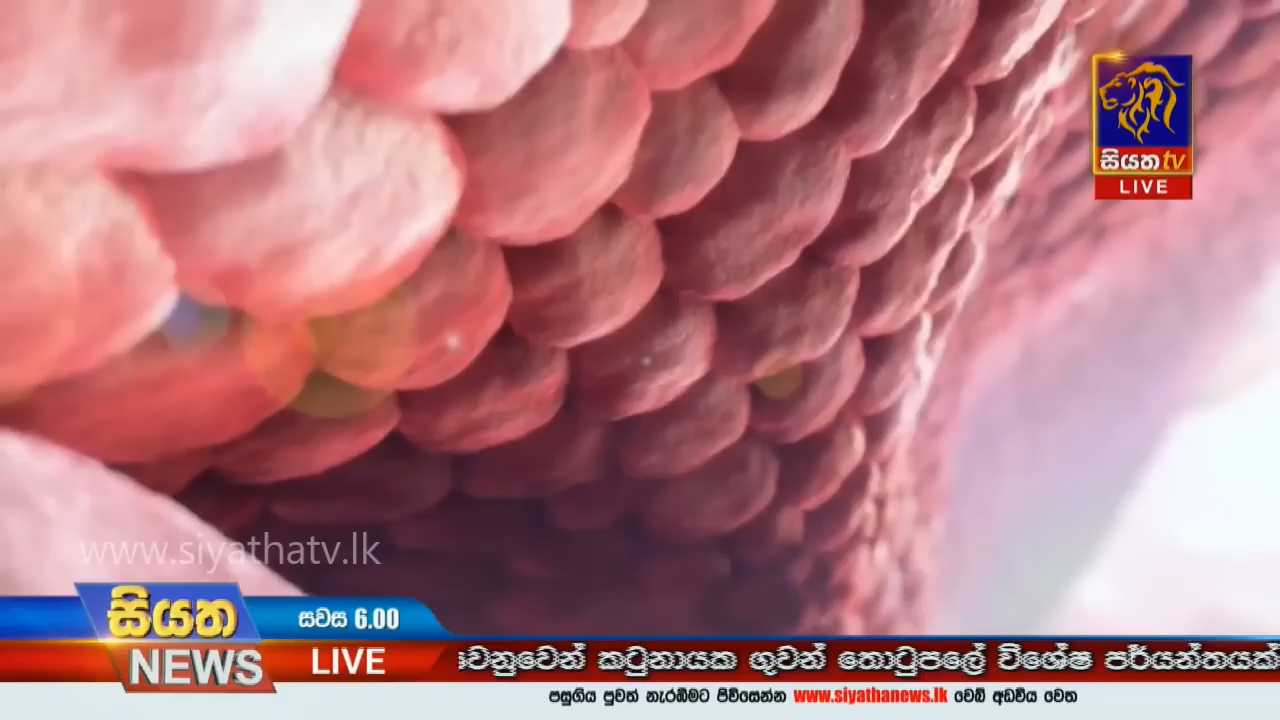 සියත tv
LIVE
www.siyathatv.lk
සියත
සවස 6.00
NEWS
LIVE
වෙනුවෙන් කටුනායක ගුවන් තොටුපලේ විශේෂ පර්යන්තයක්
පසුගිය පුවත් නැරඹීමට පිවිසෙන්න www.siyathanews.lk වෙබ් අඩවිය වෙත